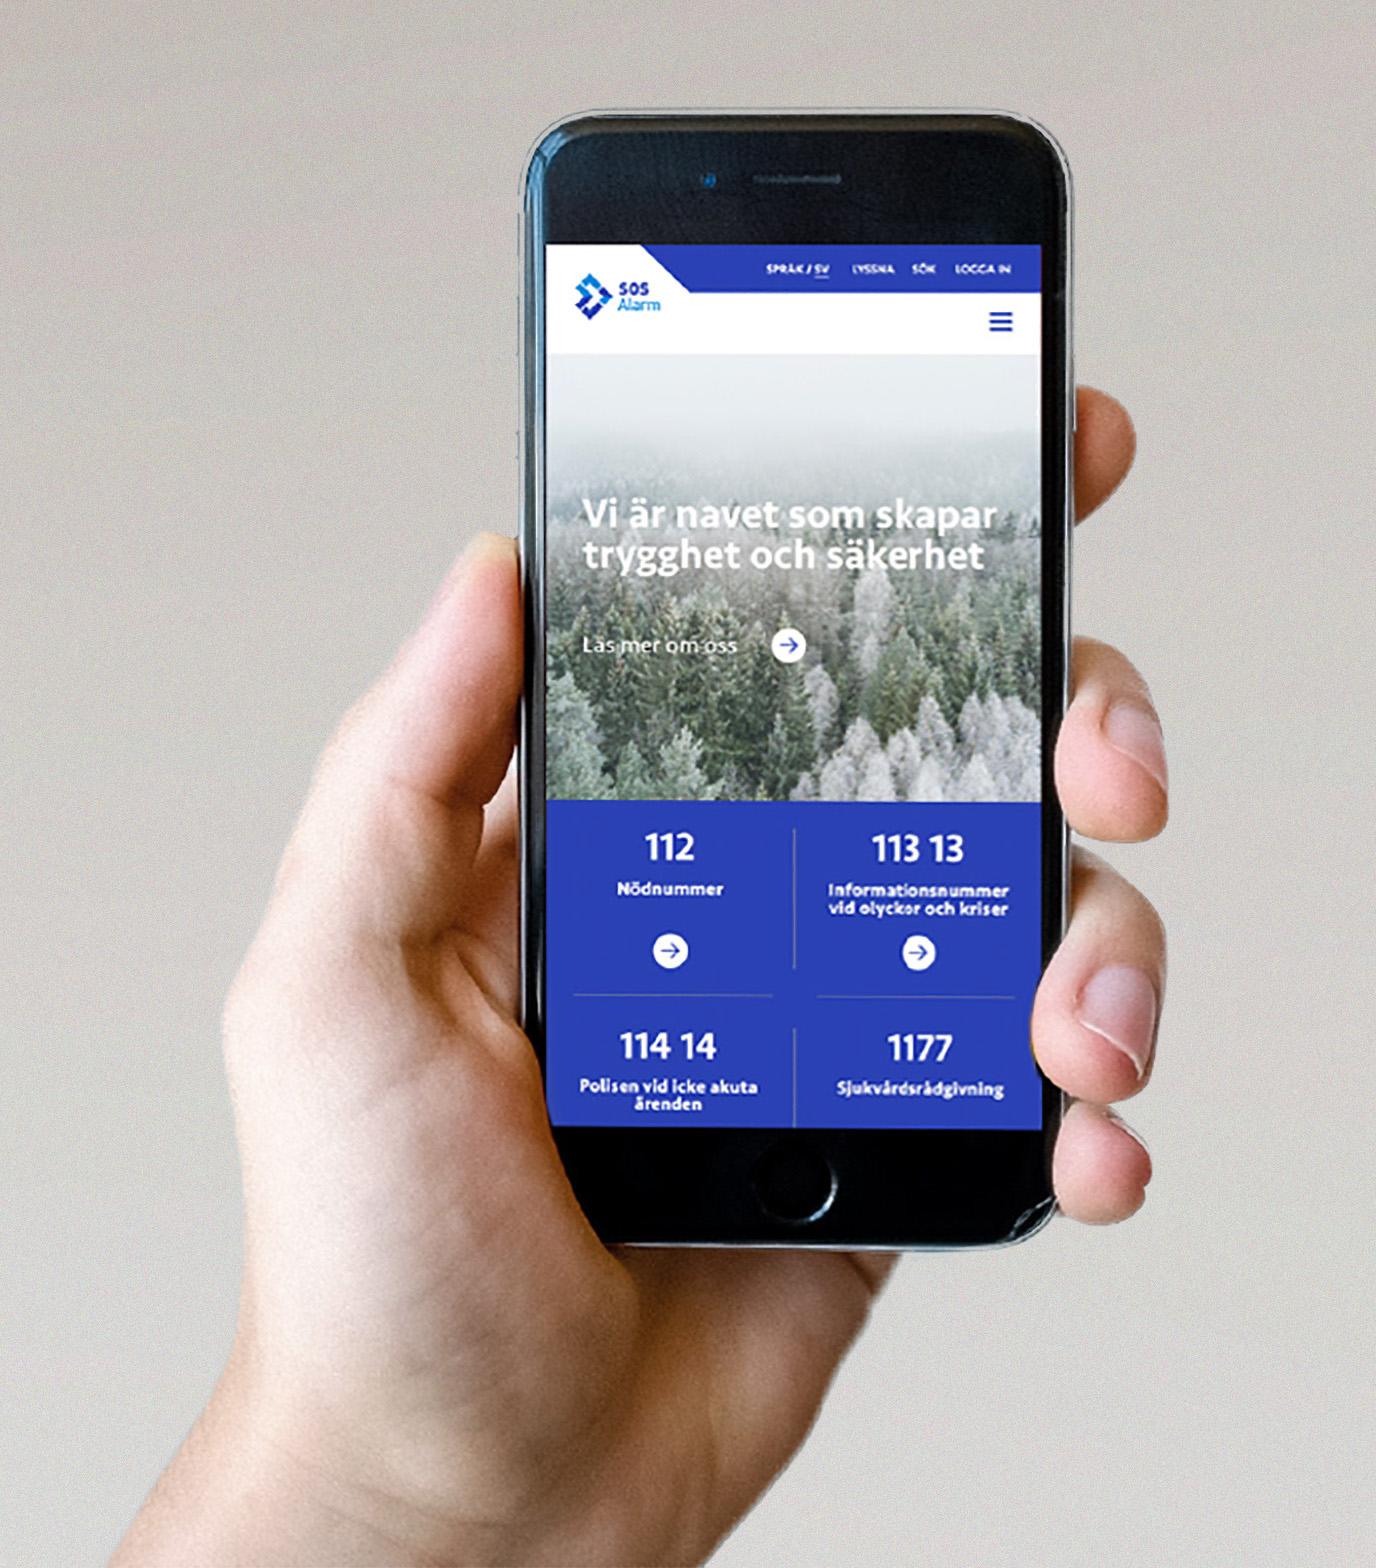 SPRÅK / SV LYSSNA SÖK LOGGA IN
SOS
Alarm
Vi är navet som skapar
trygghet och säkerhet
Läs mer om oss
112
Nödnummer
113 13
Informationsnummer
vid olyckor och kriser
114 14
Polisen vid icke akuta
ärenden
1177
Sjukvårdsrådgivning